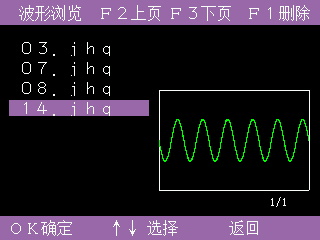 波形浏览 F2上页 F3下页 F1删除
03.jhq
07.jhq
08.jhq
14.jhq
1/1
OK确定 ↑↓ 选择 返回